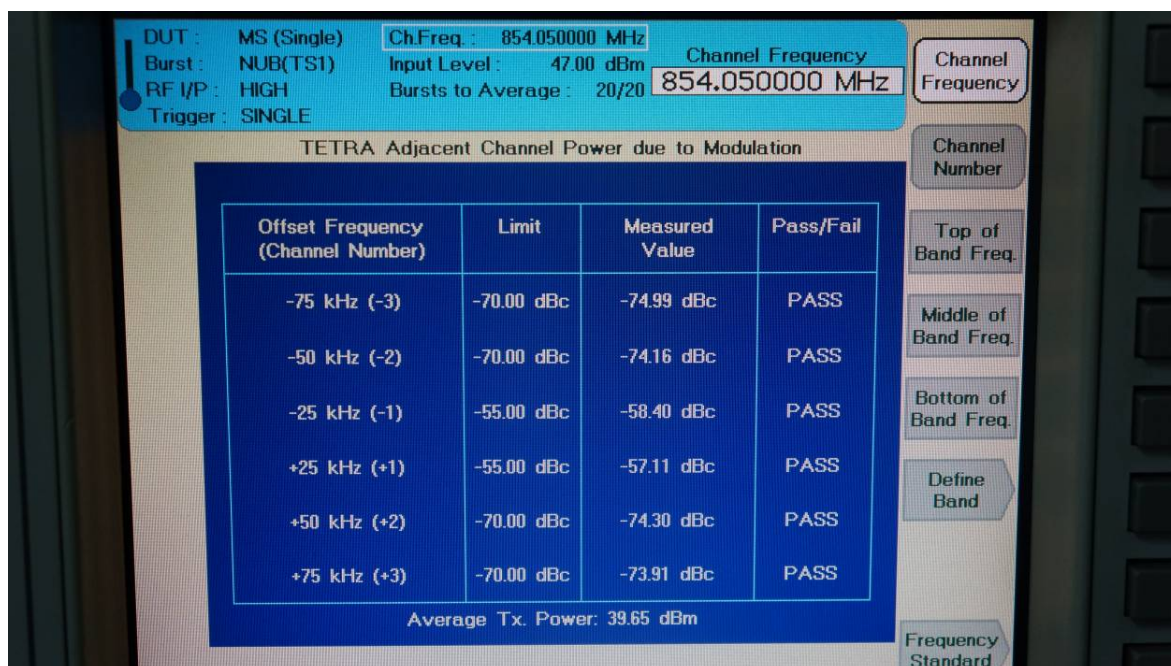 DUT : MS (Single) Ch.Freq. : 854.050000 MHz
Burst : NUB(TS1) Input Level : 47.00 dBm Channel Frequency
RF I/P : HIGH Bursts to Average : 20/20 854.050000 MHz
Trigger : SINGLE
TETRA Adjacent Channel Power due to Modulation
Offset Frequency (Channel Number) Limit Measured Value Pass/Fail
-75 kHz (-3) -70.00 dBc -74.99 dBc PASS
-50 kHz (-2) -70.00 dBc -74.16 dBc PASS
-25 kHz (-1) -55.00 dBc -58.40 dBc PASS
+25 kHz (+1) -55.00 dBc -57.11 dBc PASS
+50 kHz (+2) -70.00 dBc -74.30 dBc PASS
+75 kHz (+3) -70.00 dBc -73.91 dBc PASS
Average Tx. Power: 39.65 dBm
Channel
Frequency
Channel
Number
Top of
Band Freq.
Middle of
Band Freq.
Bottom of
Band Freq.
Define
Band
Frequency
Standard